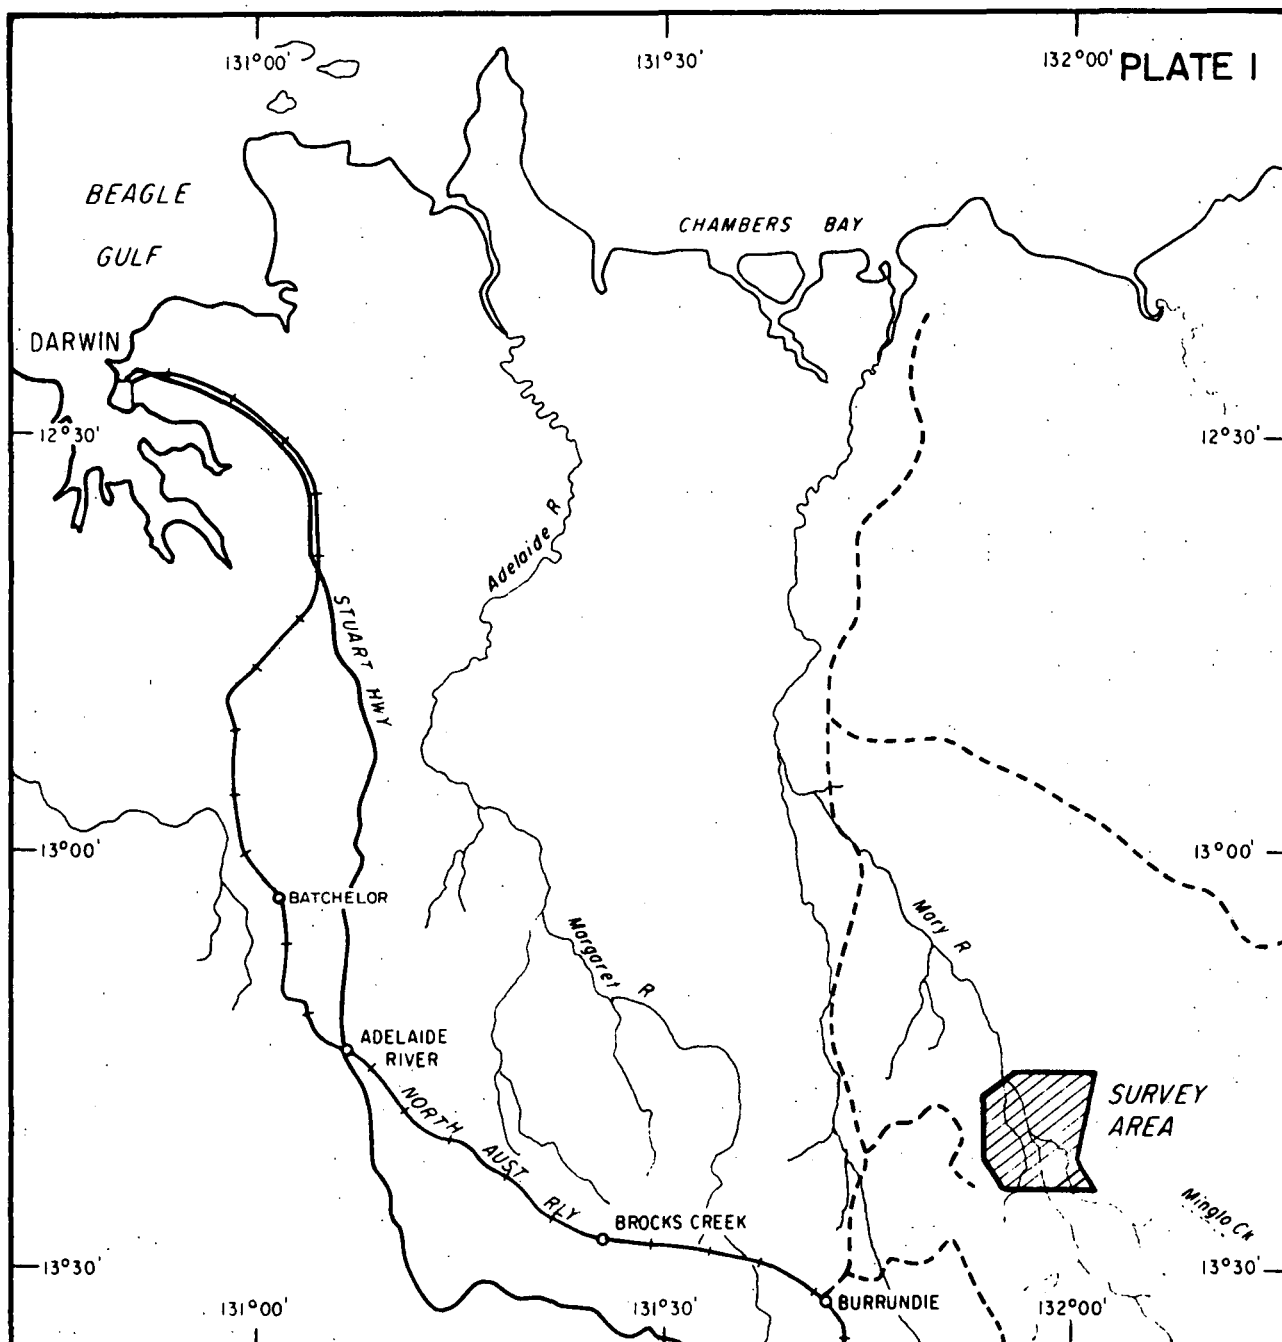 131°00'
131°30'
132°00'
PLATE I
BEAGLE
GULF
CHAMBERS BAY
DARWIN
12°30'
12°30'
Adelaide R
STUART HWY
13°00'
13°00'
BATCHELOR
Margaret R
Mary R
ADELAIDE
RIVER
NORTH AUST RLY
SURVEY
AREA
BROCKS CREEK
Minglo Ck
13°30'
13°30'
BURRUNDIE
131°00'
131°30'
132°00'